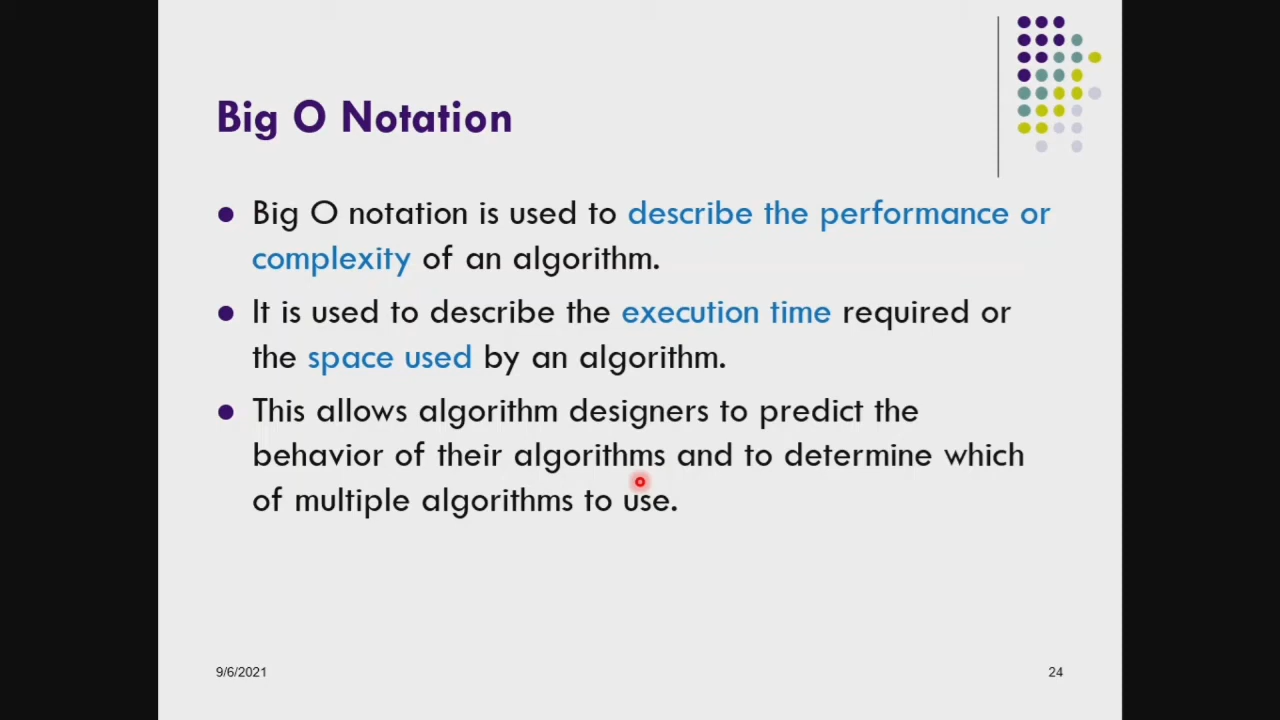 Big O Notation
Big O notation is used to describe the performance or
complexity of an algorithm.
It is used to describe the execution time required or
the space used by an algorithm.
This allows algorithm designers to predict the
behavior of their algorithms and to determine which
of multiple algorithms to use.
9/6/2021
24